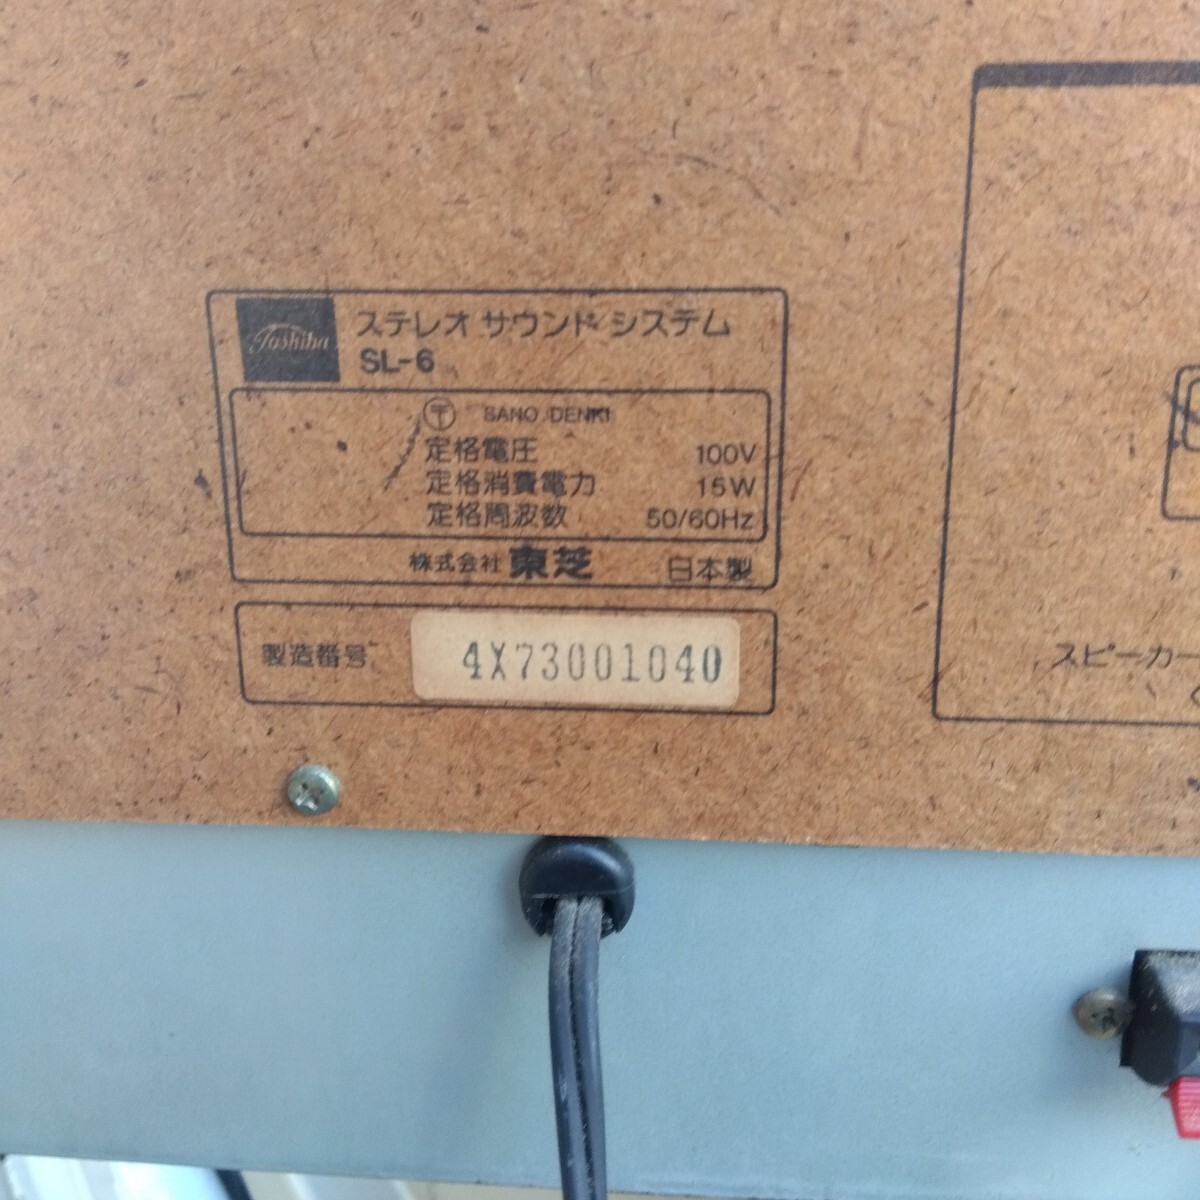 Toshiba
ステレオ サウンド システム
SL-6
〒 SANO DENKI
定格電圧 100V
定格消費電力 15W
定格周波数 50/60Hz
株式会社 東芝 日本製
製造番号 4X73001040
スピーカー